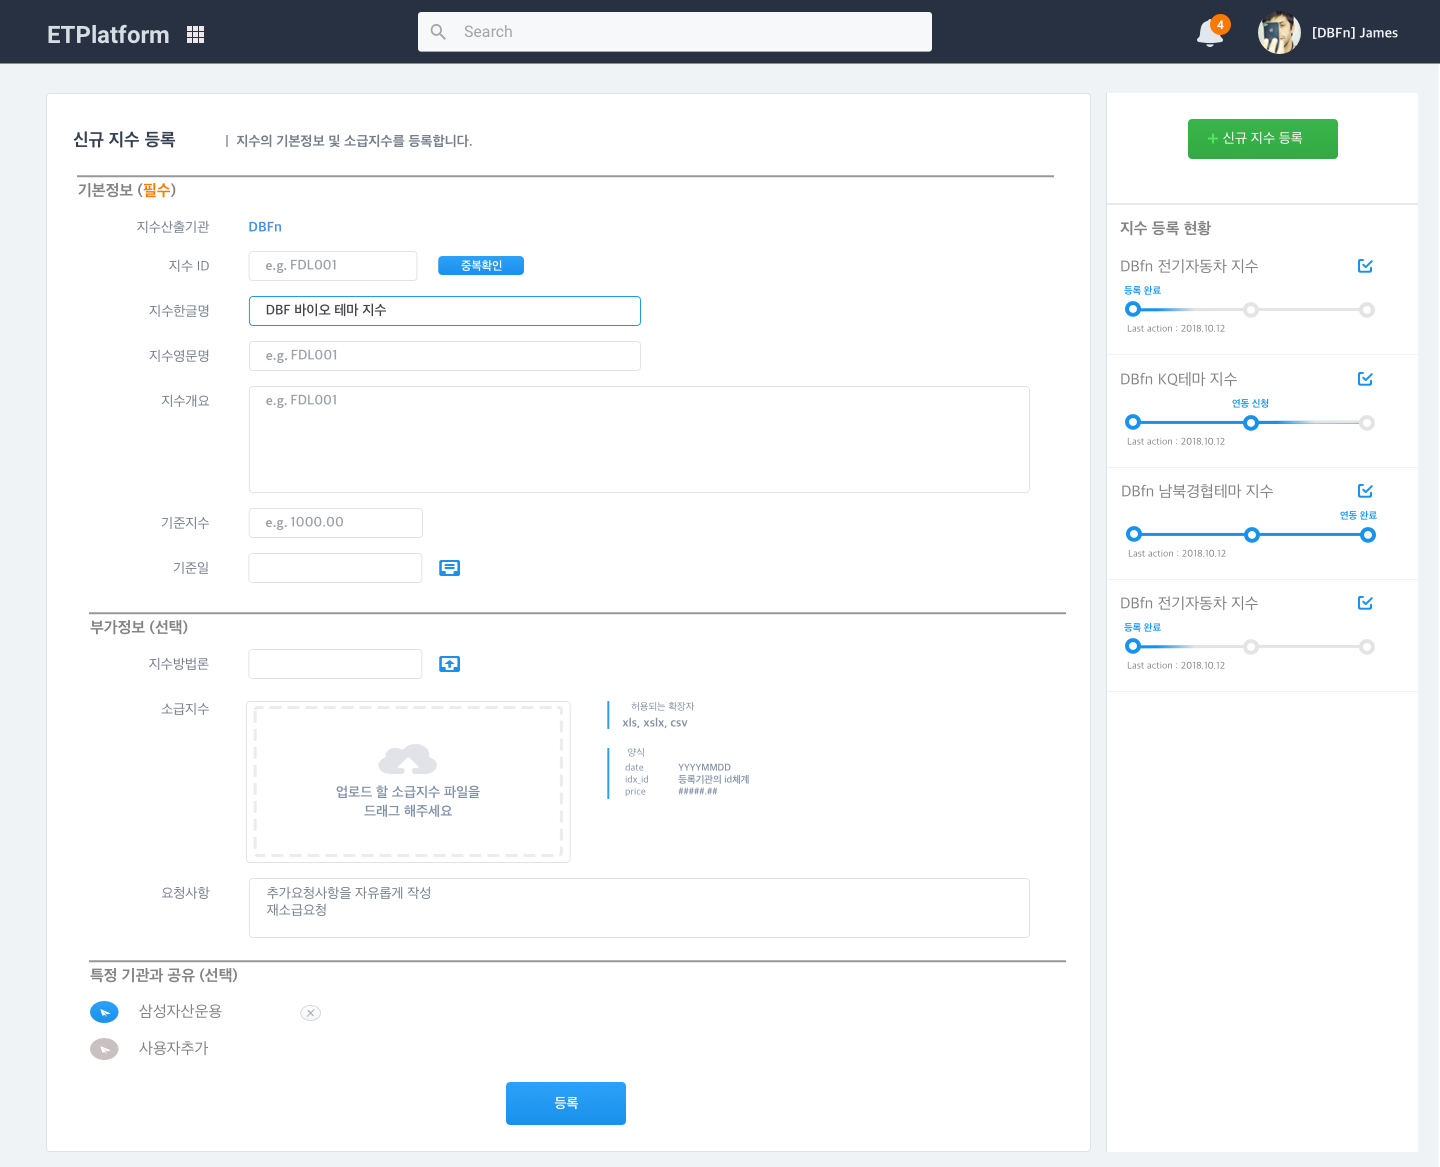 ETPlatform
Search
4
[DBFn] James
신규 지수 등록
| 지수의 기본정보 및 소급지수를 등록합니다.
기본정보 (필수)
지수산출기관
DBFn
지수 ID
e.g. FDL001
중복확인
지수한글명
DBF 바이오 테마 지수
지수영문명
e.g. FDL001
지수개요
e.g. FDL001
기준지수
e.g. 1000.00
기준일
부가정보 (선택)
지수방법론
소급지수
업로드 할 소급지수 파일을
드래그 해주세요
허용되는 확장자
xls, xslx, csv
양식
date YYYYMMDD
idx_id 등록기관의 id체계
price #####.##
요청사항
추가요청사항을 자유롭게 작성
재소급요청
특정 기관과 공유 (선택)
삼성자산운용
사용자추가
등록
+ 신규 지수 등록
지수 등록 현황
DBfn 전기자동차 지수
등록 완료
Last action : 2018.10.12
DBfn KQ테마 지수
연동 신청
Last action : 2018.10.12
DBfn 남북경협테마 지수
연동 완료
Last action : 2018.10.12
DBfn 전기자동차 지수
등록 완료
Last action : 2018.10.12